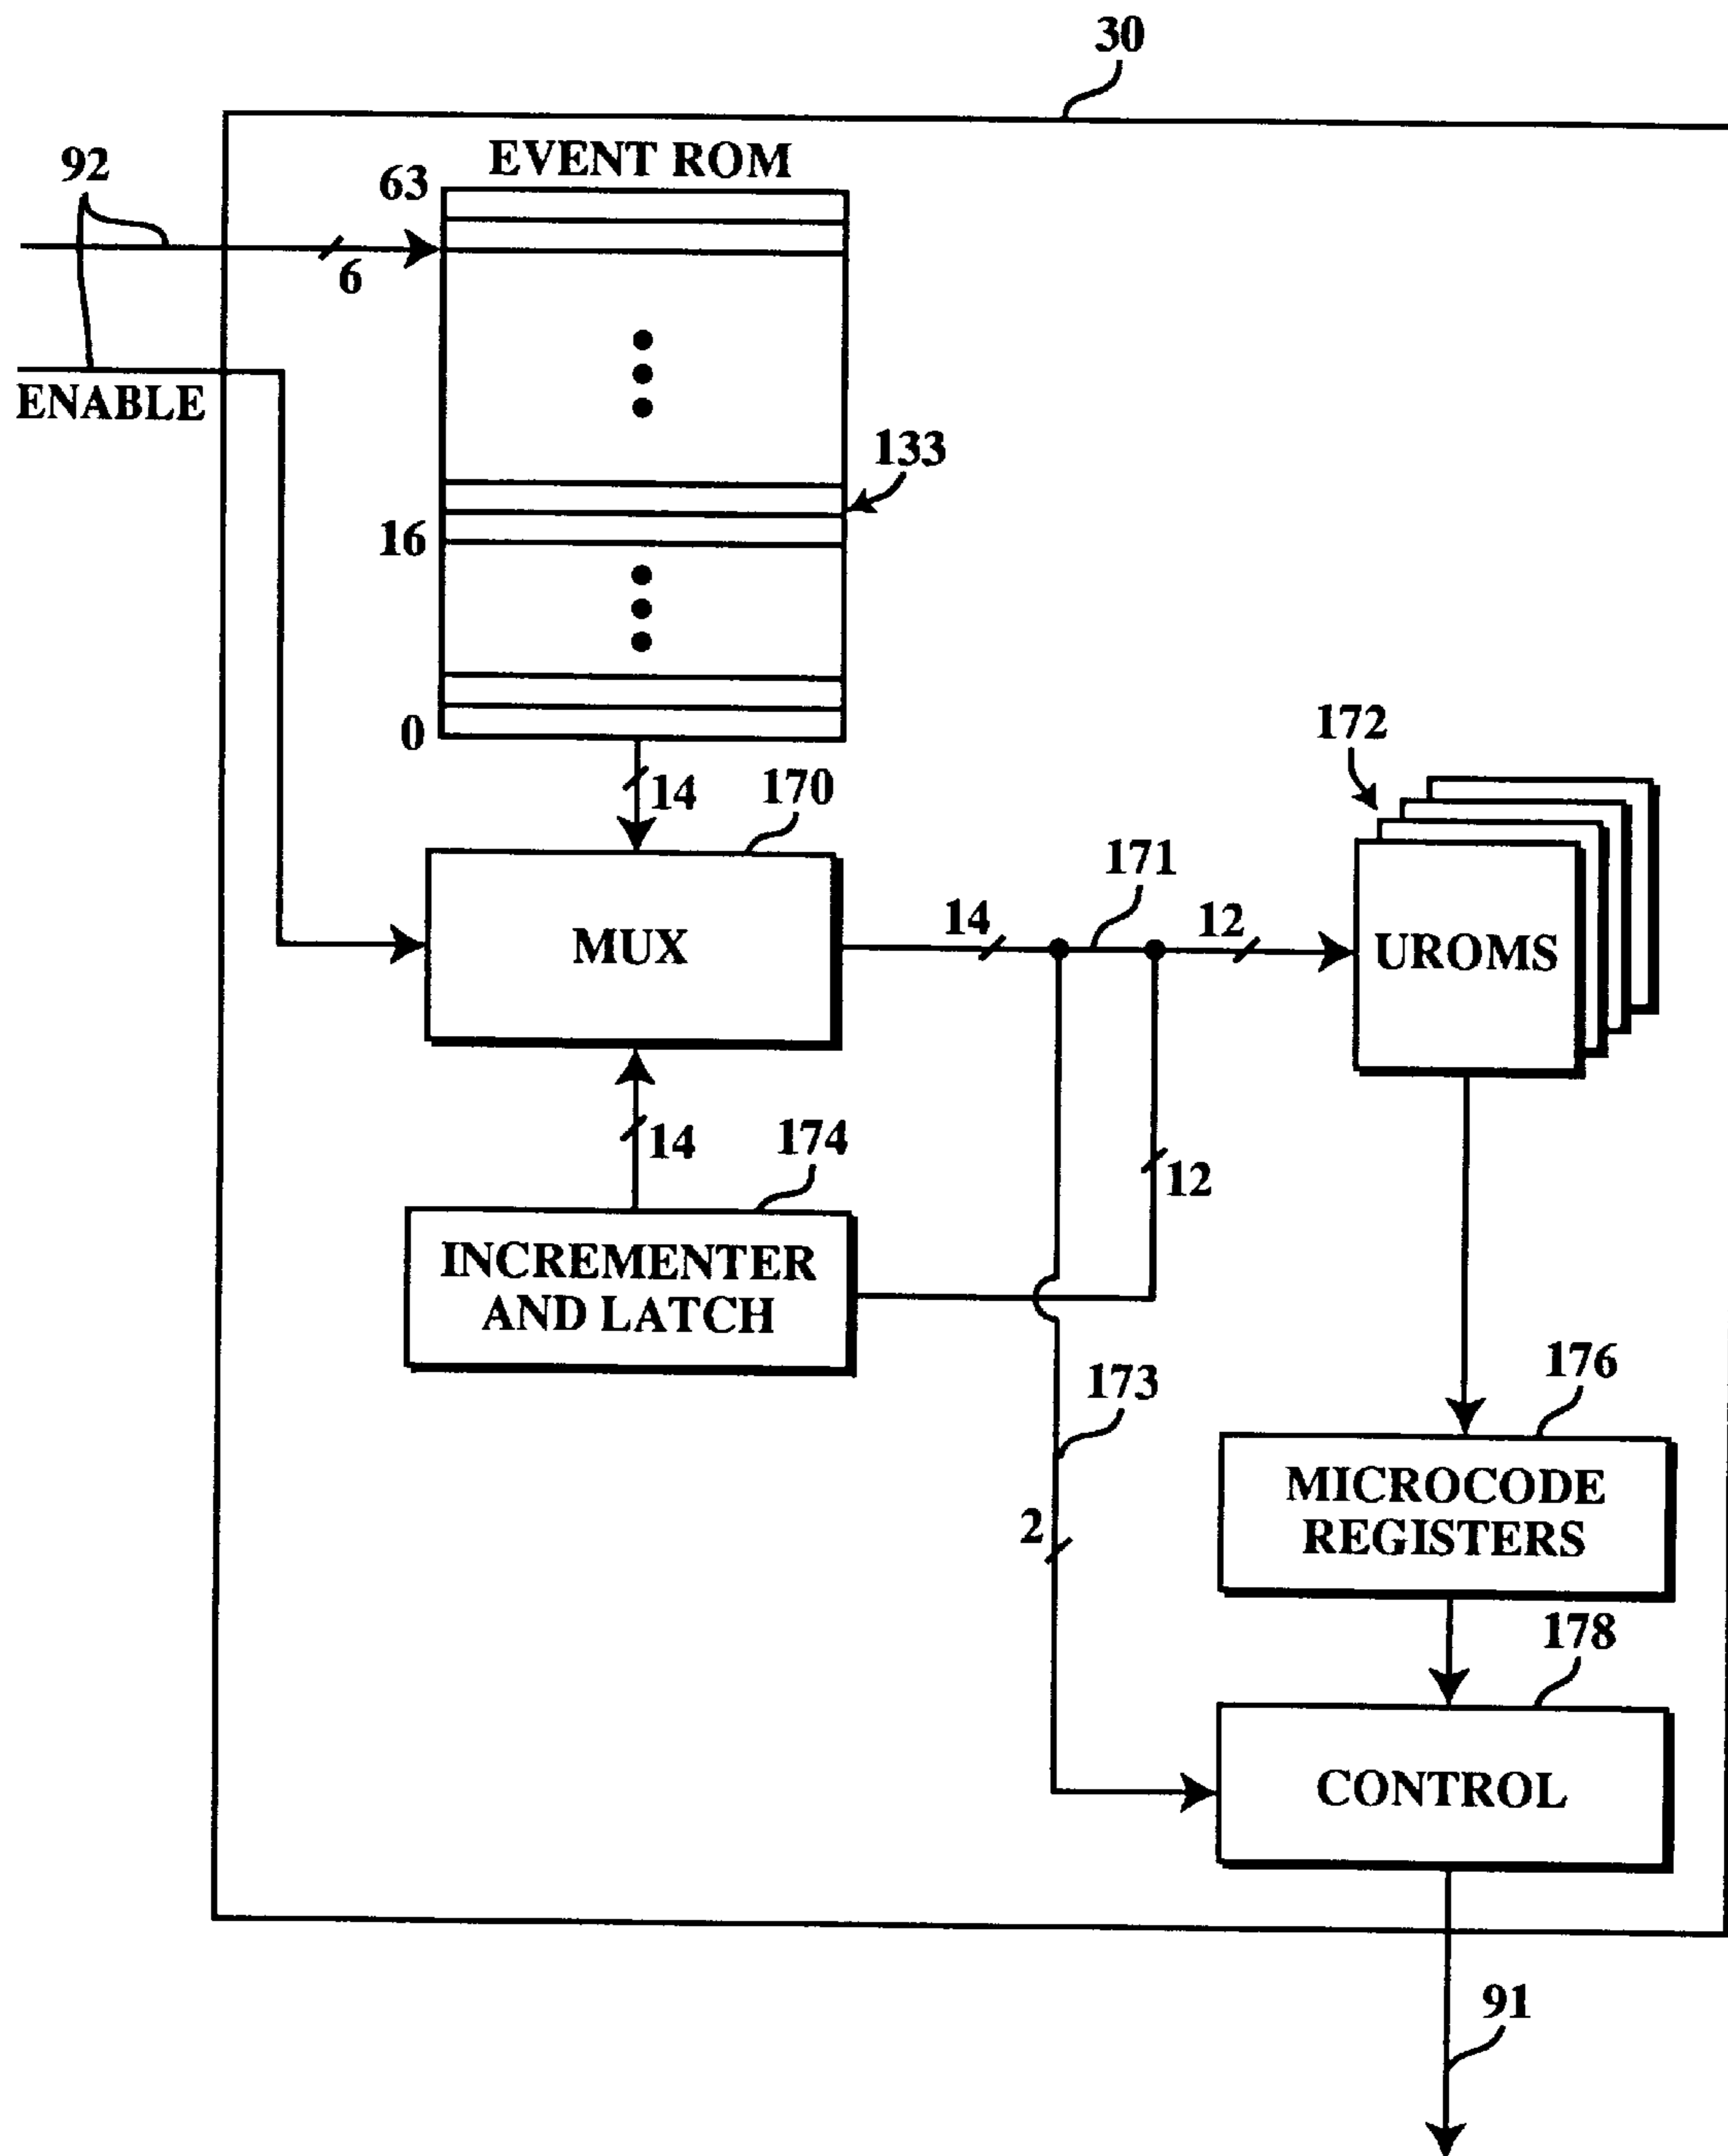 30
EVENT ROM
92
63
6
ENABLE
133
16
0
14
170
172
MUX
14
171
12
UROMS
14
174
12
INCREMENTER
AND LATCH
173
176
2
MICROCODE
REGISTERS
178
CONTROL
91